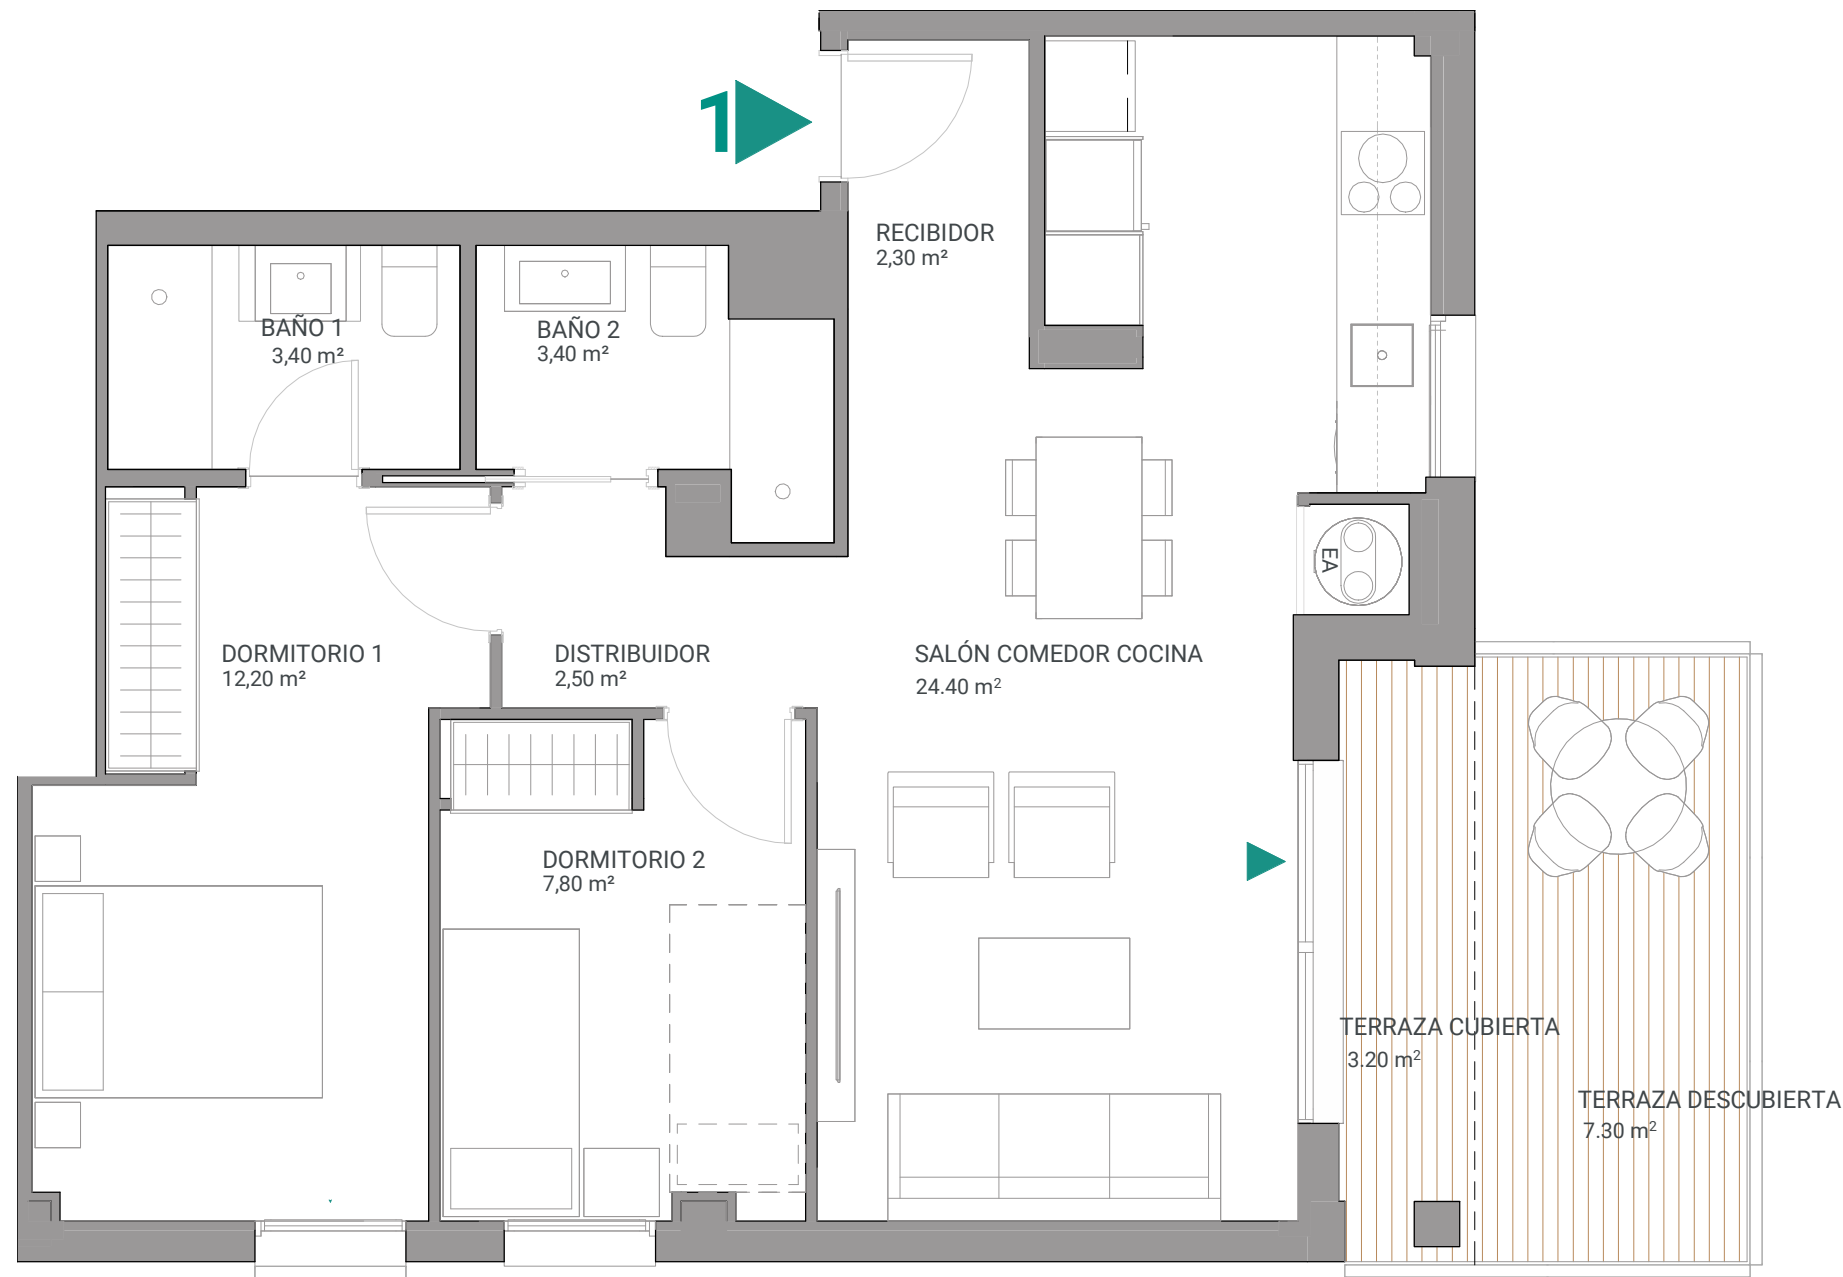 1
RECIBIDOR
2,30 m²
BAÑO 1
3,40 m²
BAÑO 2
3,40 m²
EA
DORMITORIO 1
12,20 m²
DISTRIBUIDOR
2,50 m²
SALÓN COMEDOR COCINA
24.40 m²
DORMITORIO 2
7,80 m²
TERRAZA CUBIERTA
3.20 m²
TERRAZA DESCUBIERTA
7.30 m²